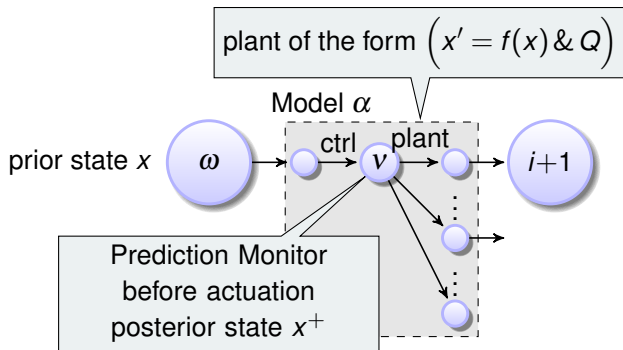 plant of the form (x′ = f(x) & Q)
Model α
ctrl
plant
prior state x
ω
ν
i+1
Prediction Monitor
before actuation
posterior state x⁺